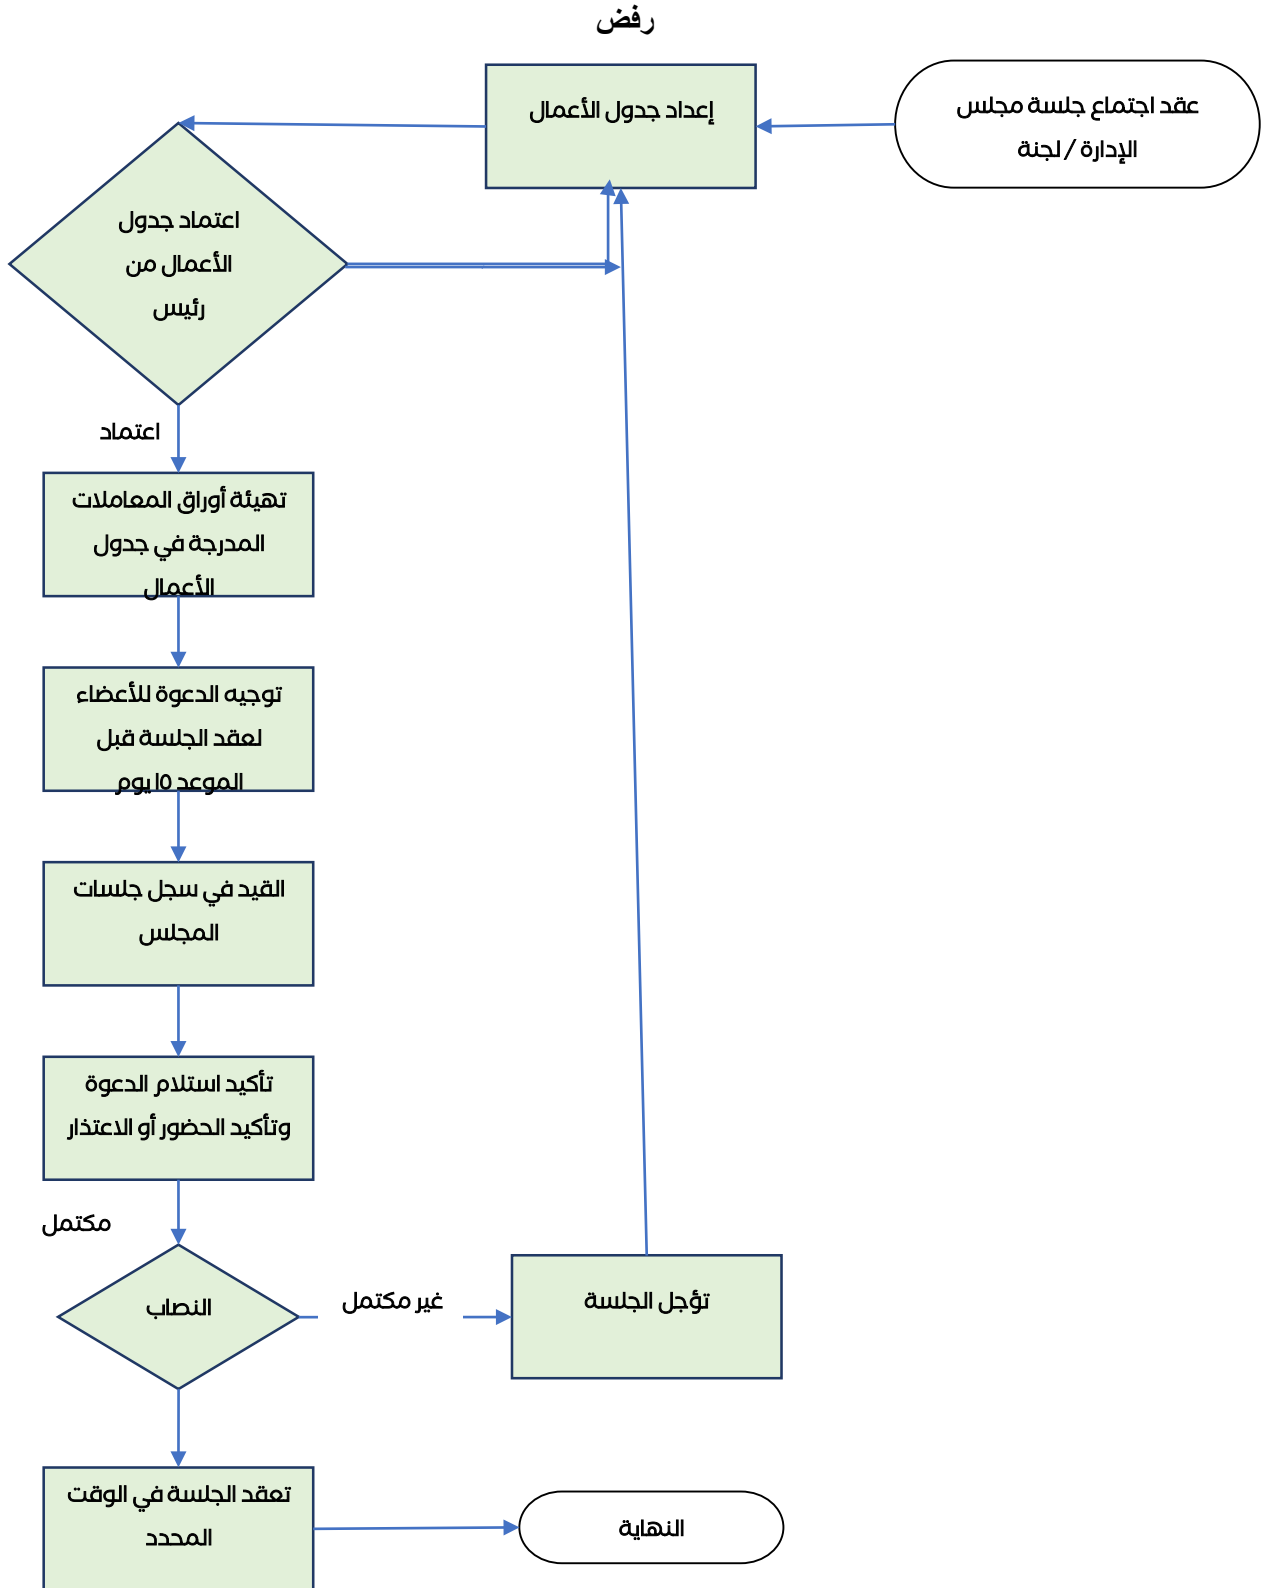 رفض
عقد اجتماع جلسة مجلس
الإدارة / لجنة
إعداد جدول الأعمال
اعتماد جدول
الأعمال من
رئيس
اعتماد
تهيئة أوراق المعاملات
المدرجة في جدول
الأعمال
توجيه الدعوة للأعضاء
لعقد الجلسة قبل
الموعد ١٥ يوم
القيد في سجل جلسات
المجلس
تأكيد استلام الدعوة
وتأكيد الحضور أو الاعتذار
مكتمل
النصاب
غير مكتمل
تؤجل الجلسة
تعقد الجلسة في الوقت
المحدد
النهاية